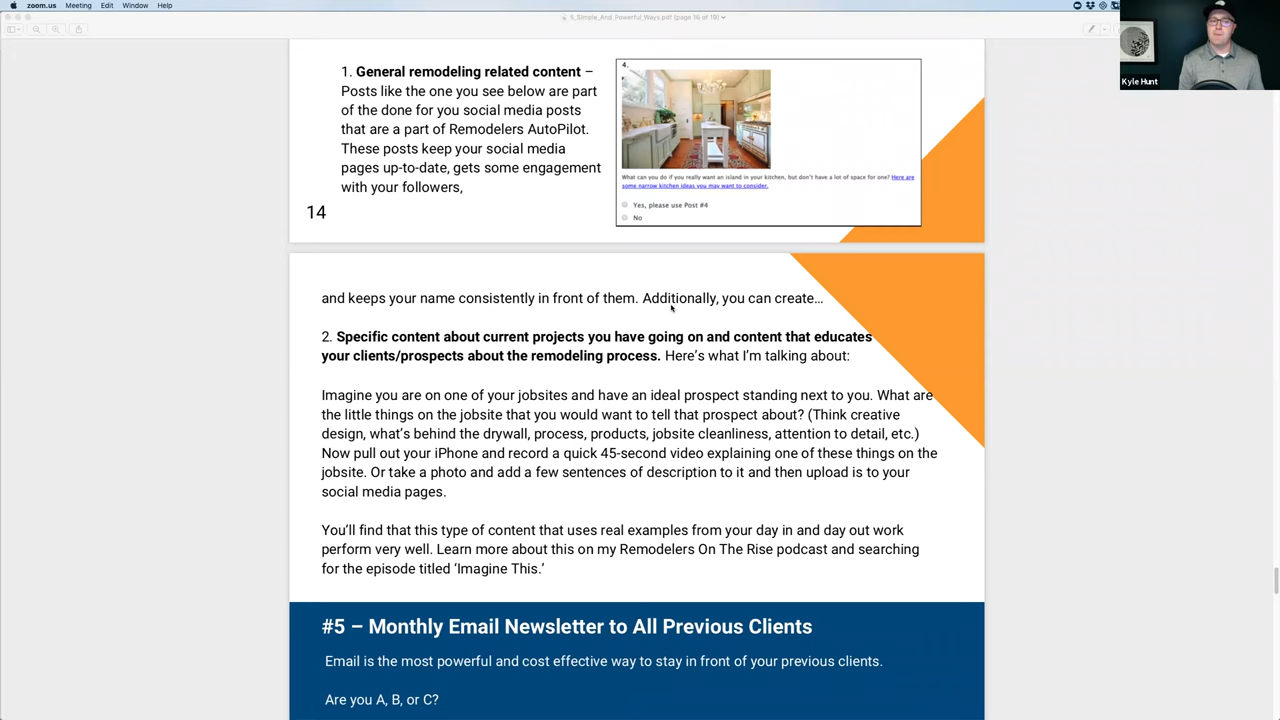 zoom.us Meeting Edit Window Help
5_Simple_And_Powerful_Ways.pdf (page 16 of 19)
Kyle Hunt
1. General remodeling related content –
Posts like the one you see below are part
of the done for you social media posts
that are a part of Remodelers AutoPilot.
These posts keep your social media
pages up-to-date, gets some engagement
with your followers,
14
4.
What can you do if you really want an island in your kitchen, but don't have a lot of space for one? Here are
some narrow kitchen ideas you may want to consider.
Yes, please use Post #4
No
and keeps your name consistently in front of them. Additionally, you can create…
2. Specific content about current projects you have going on and content that educates
your clients/prospects about the remodeling process. Here's what I'm talking about:
Imagine you are on one of your jobsites and have an ideal prospect standing next to you. What are
the little things on the jobsite that you would want to tell that prospect about? (Think creative
design, what's behind the drywall, process, products, jobsite cleanliness, attention to detail, etc.)
Now pull out your iPhone and record a quick 45-second video explaining one of these things on the
jobsite. Or take a photo and add a few sentences of description to it and then upload is to your
social media pages.
You'll find that this type of content that uses real examples from your day in and day out work
perform very well. Learn more about this on my Remodelers On The Rise podcast and searching
for the episode titled 'Imagine This.'
#5 – Monthly Email Newsletter to All Previous Clients
Email is the most powerful and cost effective way to stay in front of your previous clients.
Are you A, B, or C?